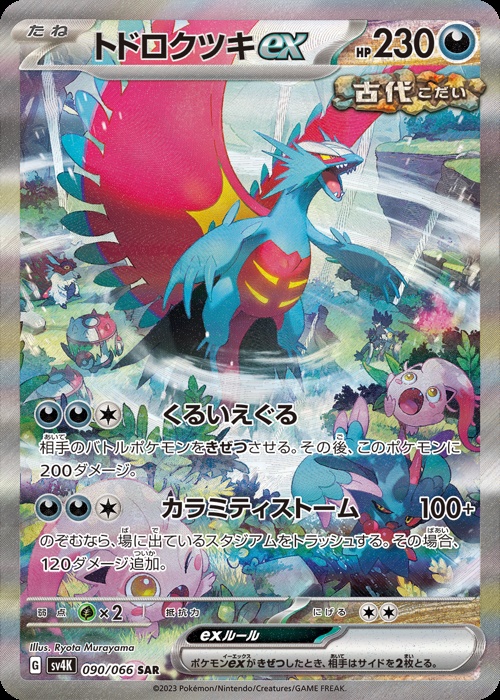 たね
トドロクツキex
HP 230
古代 こだい
くるいえぐる
相手のバトルポケモンをきぜつさせる。その後、このポケモンに
200ダメージ。
カラミティストーム 100+
のぞむなら、場に出ているスタジアムをトラッシュする。その場合、
120ダメージ追加。
弱点 ×2 抵抗力 にげる
Illus. Ryota Murayama
exルール
G sv4K 090/066 SAR
ポケモンexがきぜつしたとき、相手はサイドを2枚とる。
©2023 Pokémon/Nintendo/Creatures/GAME FREAK.